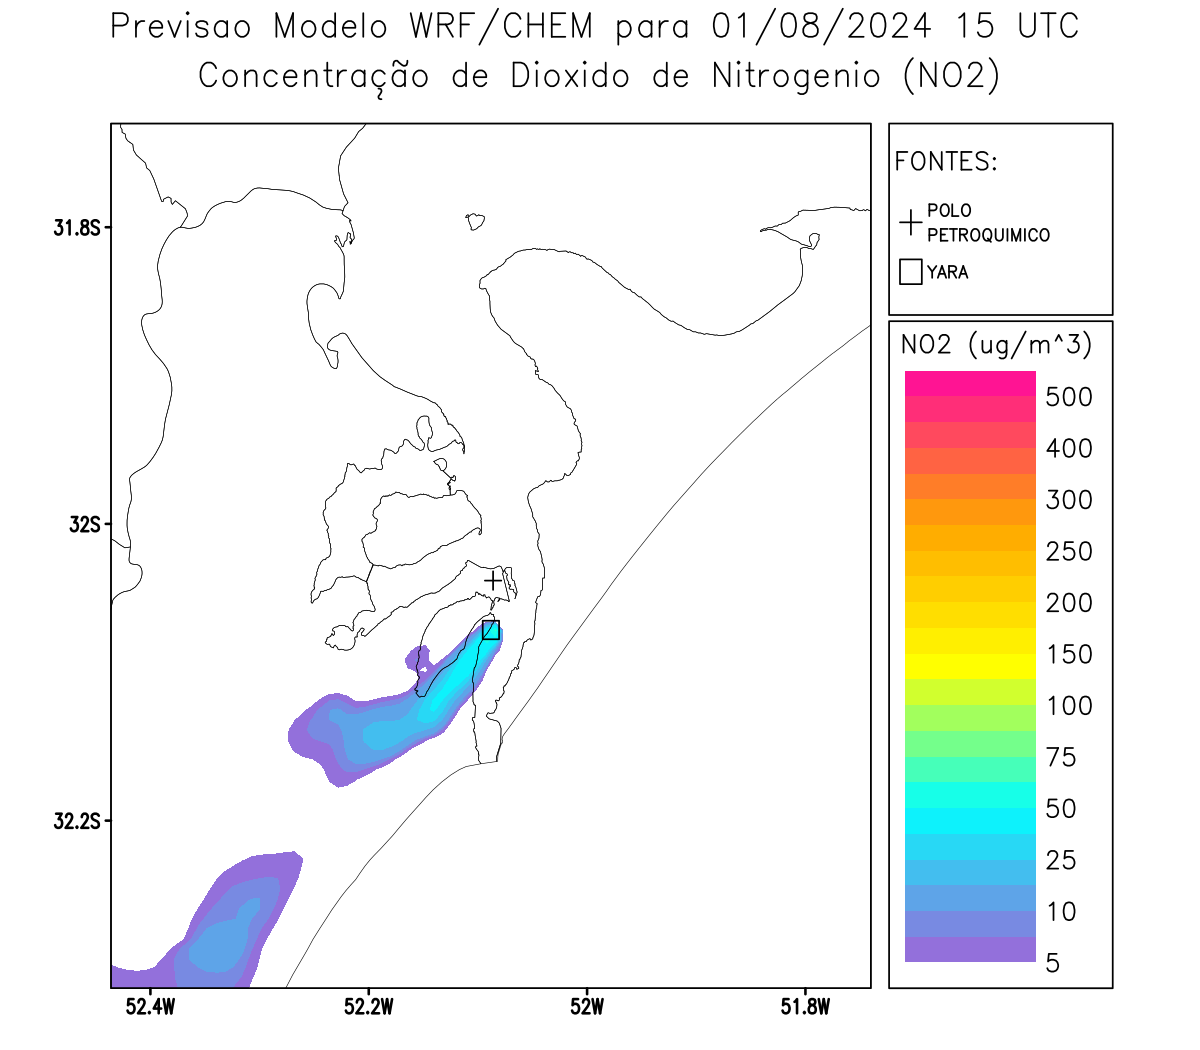 Previsao Modelo WRF/CHEM para 01/08/2024 15 UTC
Concentração de Dioxido de Nitrogenio (NO2)
FONTES:
POLO
PETROQUIMICO
YARA
NO2 (ug/m^3)
500
400
300
250
200
150
100
75
50
25
10
5
31.8S
32S
32.2S
52.4W
52.2W
52W
51.8W